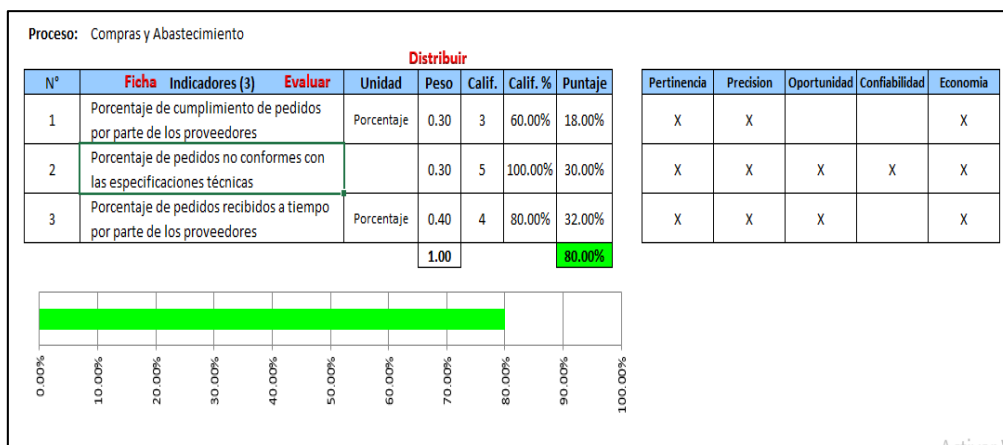 Proceso: Compras y Abastecimiento
Distribuir
N° Ficha Indicadores (3) Evaluar Unidad Peso Calif. Calif. % Puntaje Pertinencia Precision Oportunidad Confiabilidad Economia
1 Porcentaje de cumplimiento de pedidos
por parte de los proveedores Porcentaje 0.30 3 60.00% 18.00% X X X
2 Porcentaje de pedidos no conformes con
las especificaciones técnicas 0.30 5 100.00% 30.00% X X X X X
3 Porcentaje de pedidos recibidos a tiempo
por parte de los proveedores Porcentaje 0.40 4 80.00% 32.00% X X X X
1.00 80.00%
0.00% 10.00% 20.00% 30.00% 40.00% 50.00% 60.00% 70.00% 80.00% 90.00% 100.00%